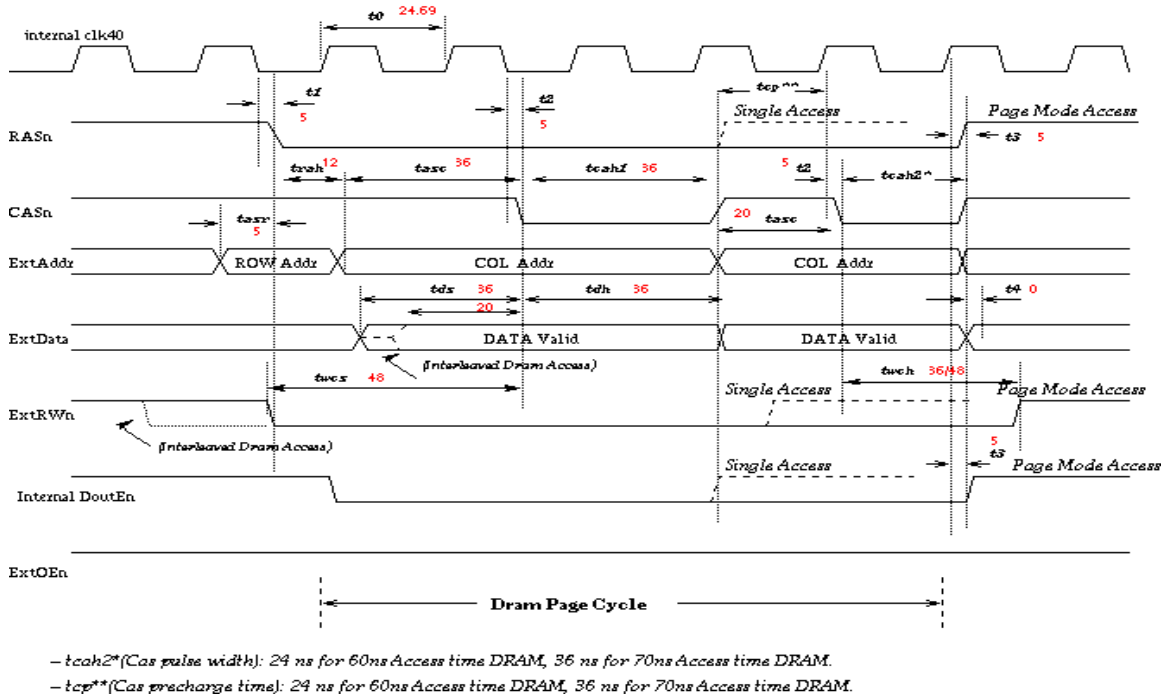 t0 24.69
internal clk40
t1
5
t2
5
tcp**
Single Access
Page Mode Access
t3 5
RASn
trah 12
tasc 36
tcah1 36
5 t2
tcah2*
CASn
tasr
5
20
tasc
ExtAddr
ROW Addr
COL Addr
COL Addr
tds 36
tdh 36
t4 0
20
ExtData
DATA Valid
DATA Valid
(Interleaved Dram Access)
twcs 48
twch 36/48
Single Access
Page Mode Access
ExtRWn
(Interleaved Dram Access)
5
t3
Single Access
Page Mode Access
Internal DoutEn
ExtOEn
Dram Page Cycle
– tcah2*(Cas pulse width): 24 ns for 60ns Access time DRAM, 36 ns for 70ns Access time DRAM.
– tcp**(Cas precharge time): 24 ns for 60ns Access time DRAM, 36 ns for 70ns Access time DRAM.